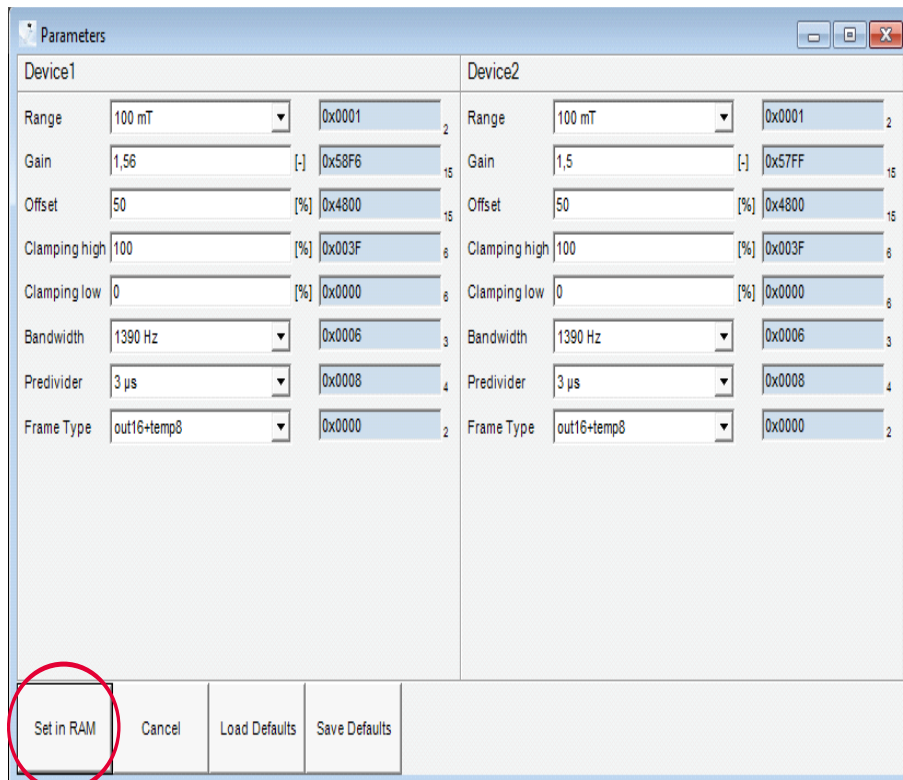 Parameters
Device1
Range 100 mT 0x0001 2
Gain 1,56 [-] 0x58F6 15
Offset 50 [%] 0x4800 15
Clamping high 100 [%] 0x003F 6
Clamping low 0 [%] 0x0000 6
Bandwidth 1390 Hz 0x0006 3
Predivider 3 µs 0x0008 4
Frame Type out16+temp8 0x0000 2
Device2
Range 100 mT 0x0001 2
Gain 1,5 [-] 0x57FF 15
Offset 50 [%] 0x4800 15
Clamping high 100 [%] 0x003F 6
Clamping low 0 [%] 0x0000 6
Bandwidth 1390 Hz 0x0006 3
Predivider 3 µs 0x0008 4
Frame Type out16+temp8 0x0000 2
Set in RAM Cancel Load Defaults Save Defaults